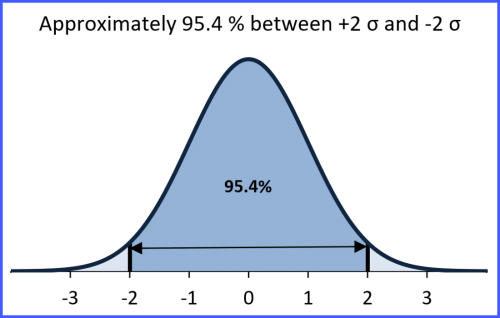 Approximately 95.4 % between +2 σ and -2 σ
95.4%
-3 -2 -1 0 1 2 3